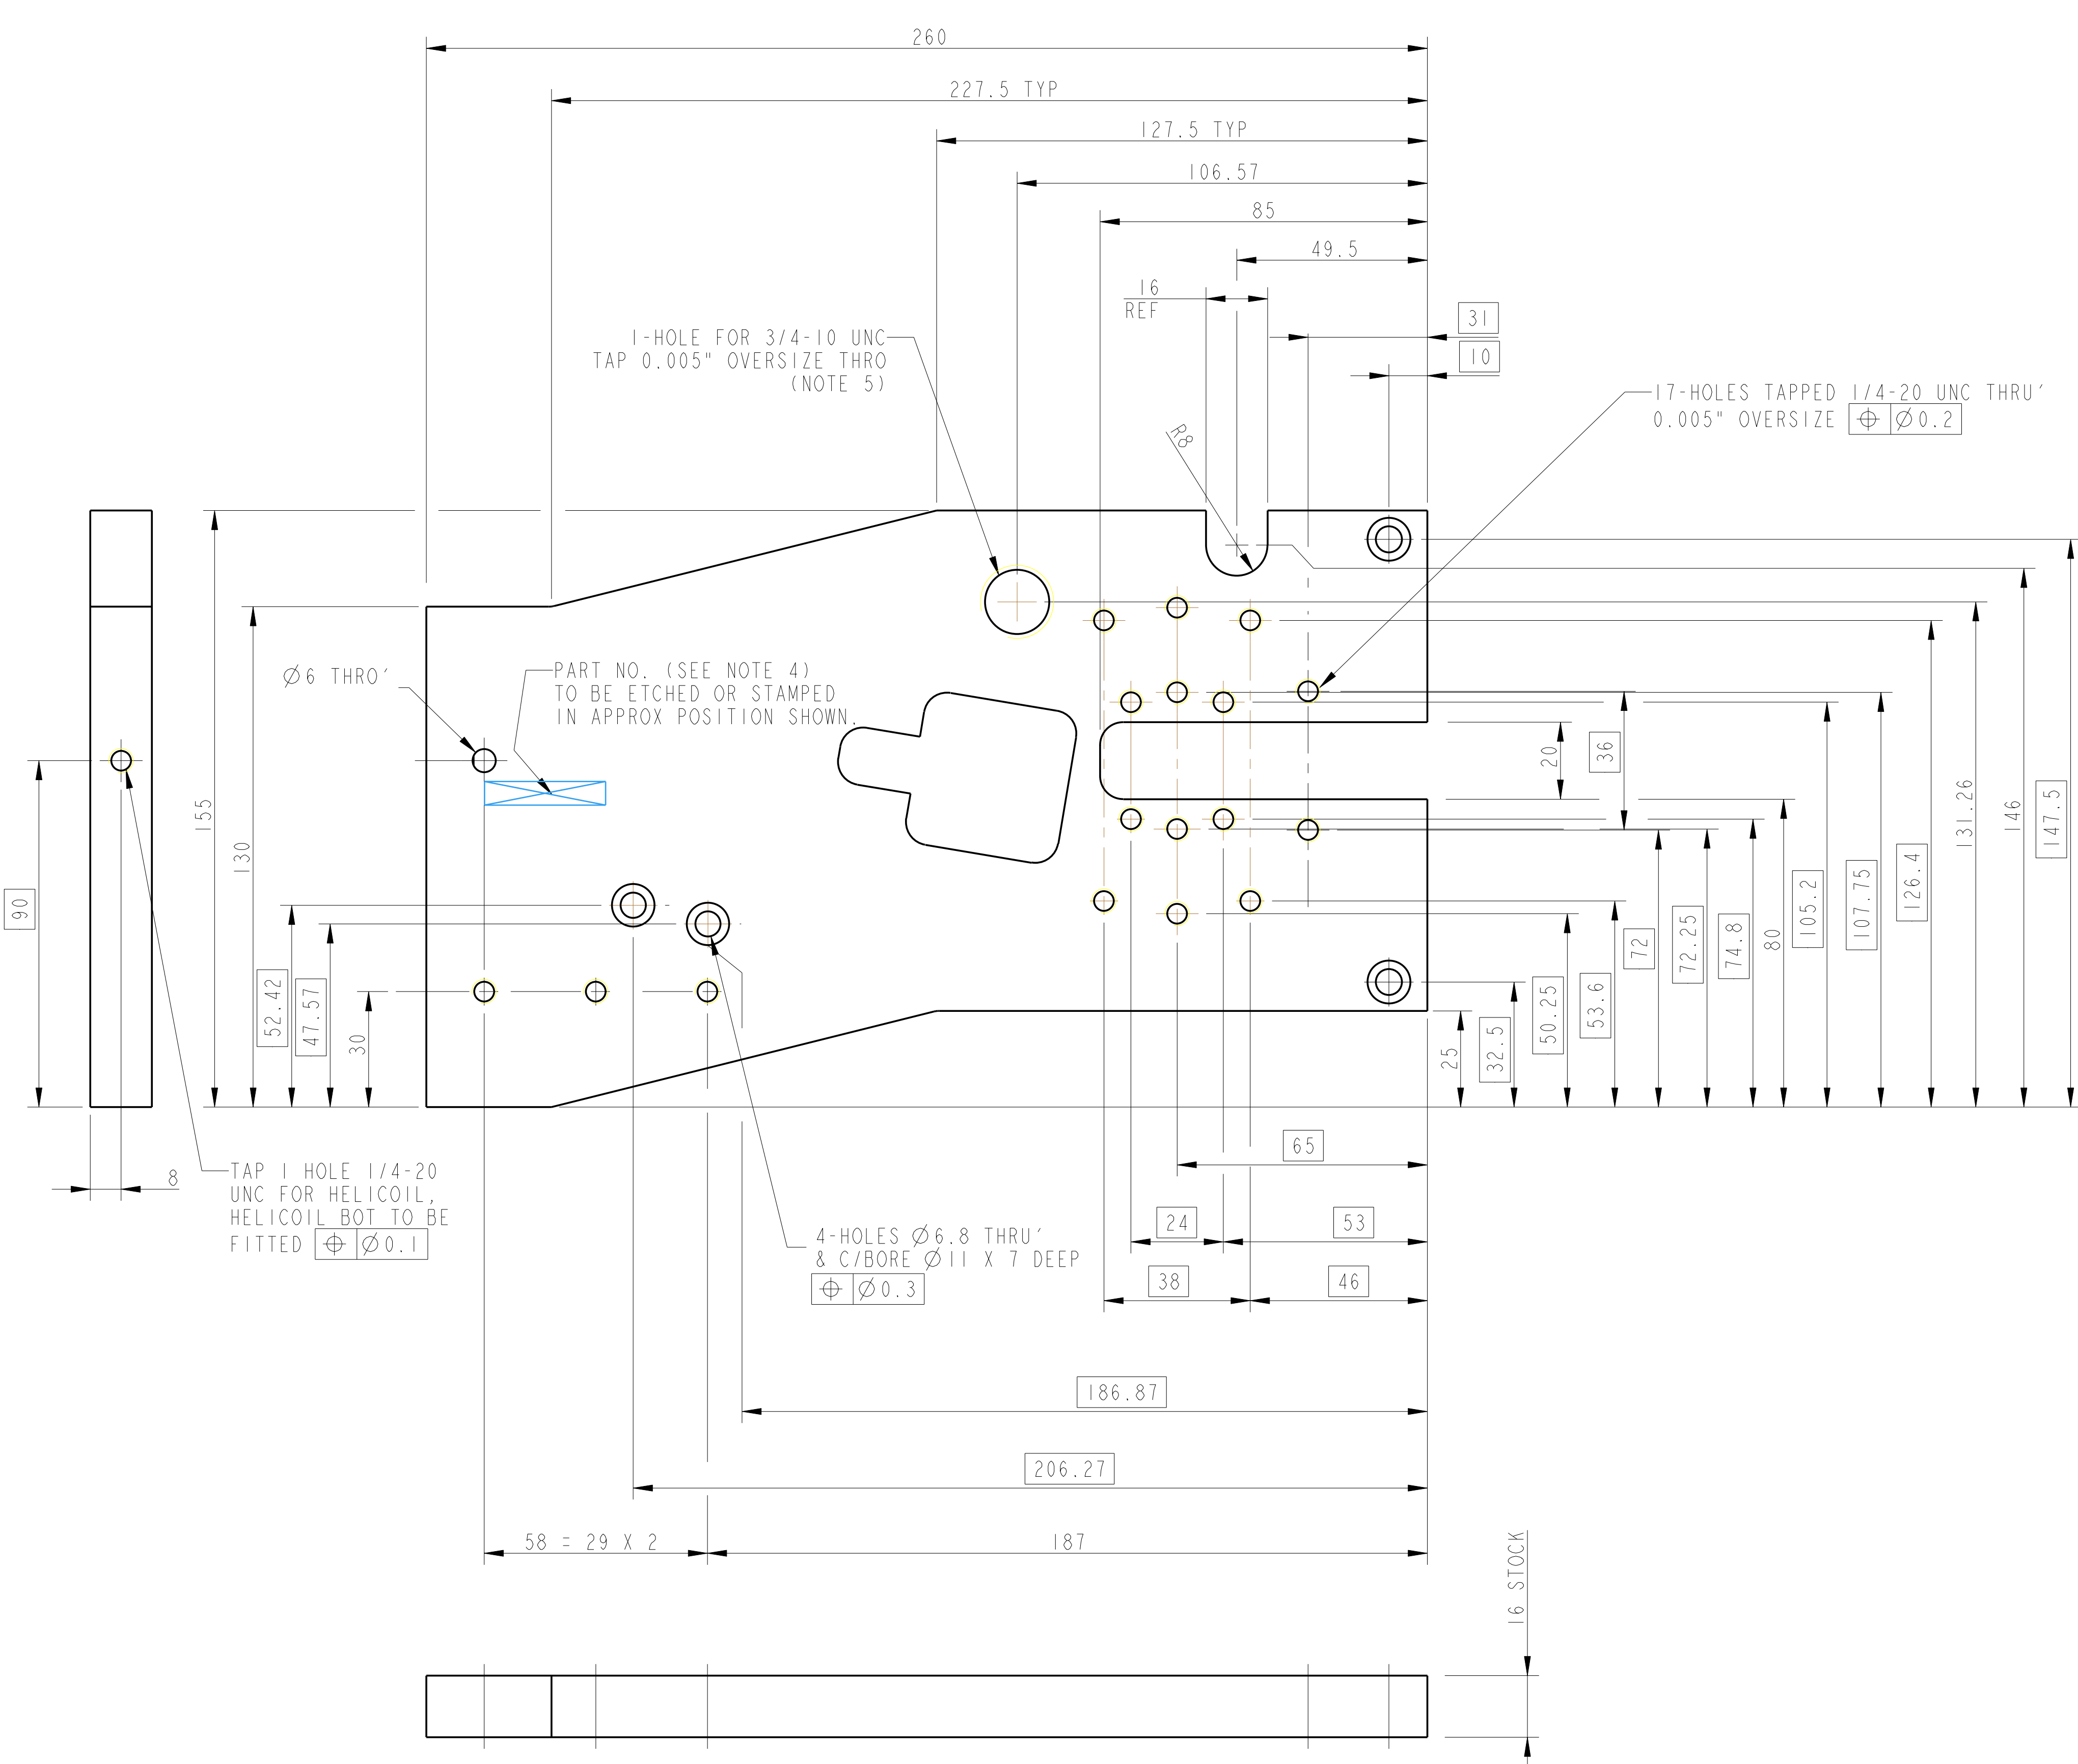 260
227.5 TYP
127.5 TYP
106.57
85
49.5
16
REF
31
10
1-HOLE FOR 3/4-10 UNC
TAP 0.005" OVERSIZE THRO
(NOTE 5)
R8
17-HOLES TAPPED 1/4-20 UNC THRU'
0.005" OVERSIZE ⌖ Ø0.2
Ø6 THRO'
PART NO. (SEE NOTE 4)
TO BE ETCHED OR STAMPED
IN APPROX POSITION SHOWN.
90
155
130
52.42
47.57
30
20
36
25
32.5
50.25
53.6
72
72.25
74.8
80
105.2
107.75
126.4
131.26
146
147.5
8
TAP 1 HOLE 1/4-20
UNC FOR HELICOIL,
HELICOIL BOT TO BE
FITTED ⌖ Ø0.1
4-HOLES Ø6.8 THRU'
& C/BORE Ø11 X 7 DEEP
⌖ Ø0.3
65
24
53
38
46
186.87
206.27
58 = 29 X 2
187
16 STOCK